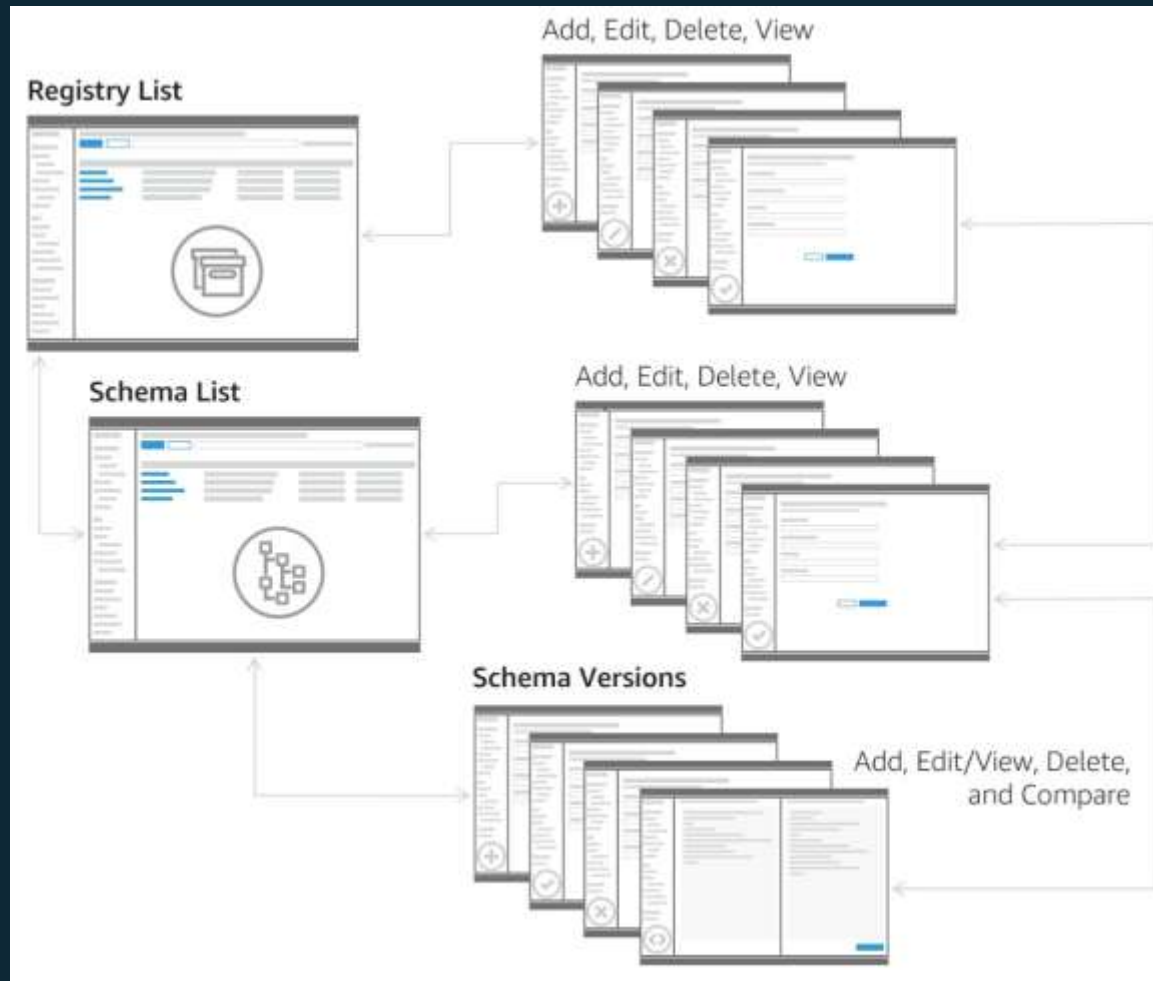 Add, Edit, Delete, View
Registry List
Add, Edit, Delete, View
Schema List
Schema Versions
Add, Edit/View, Delete,
and Compare